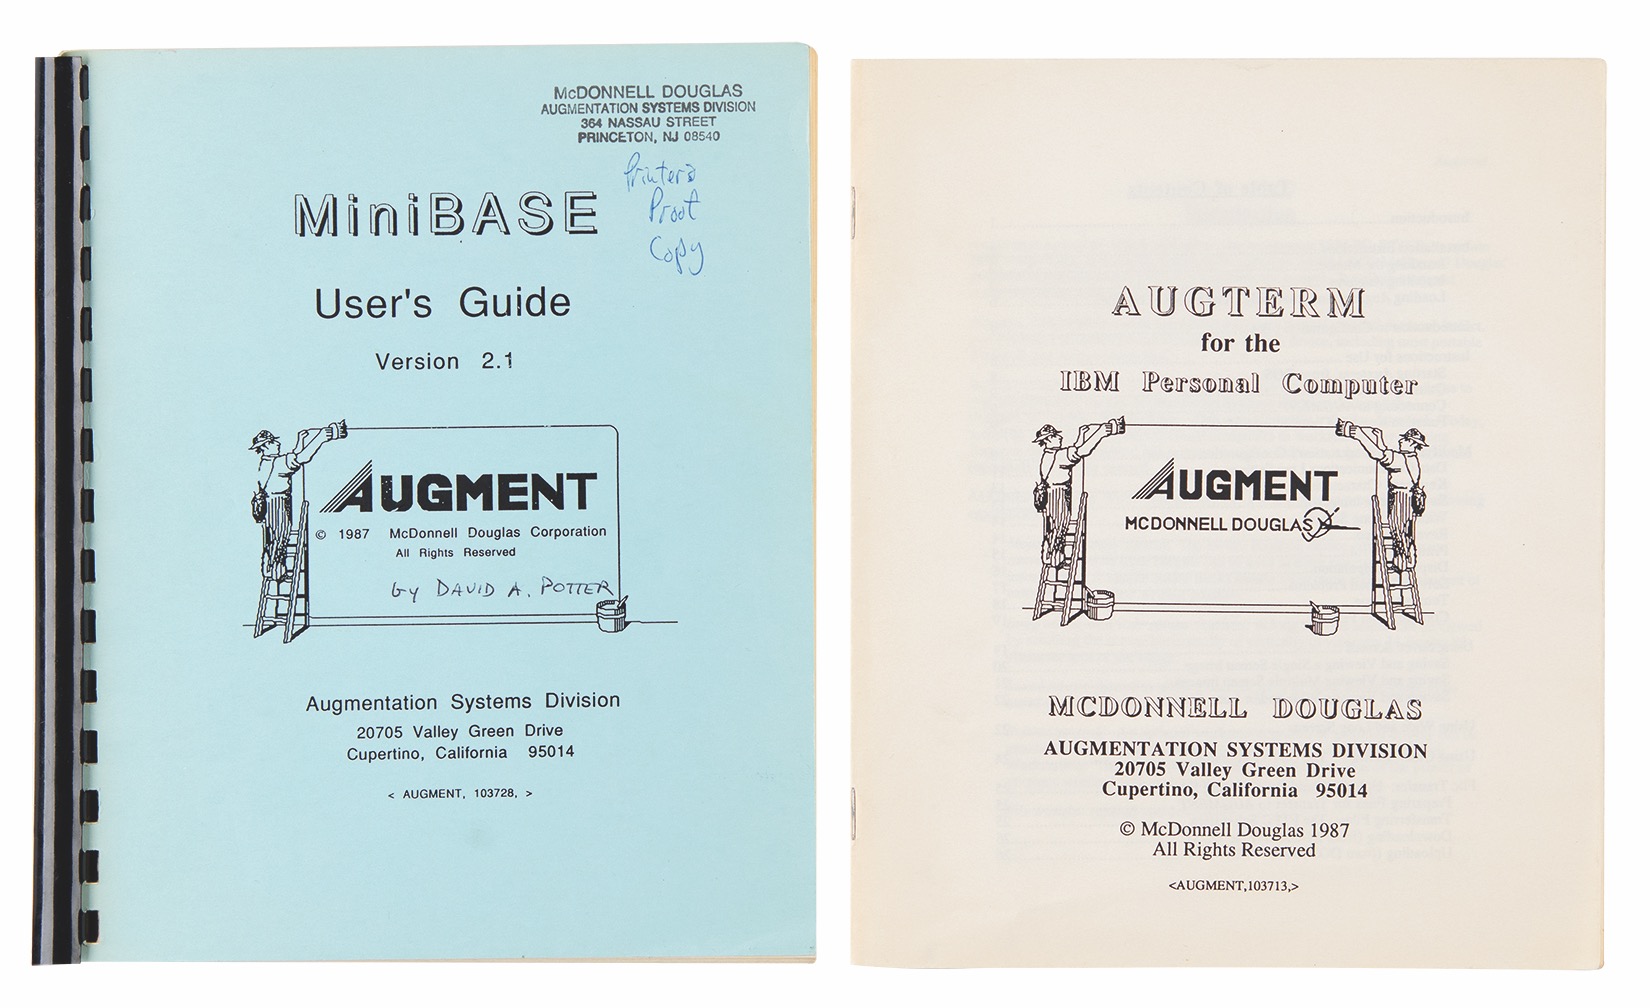 McDONNELL DOUGLAS
AUGMENTATION SYSTEMS DIVISION
364 NASSAU STREET
PRINCETON, NJ 08540
Printers
Proof
Copy
MiniBASE
User's Guide
Version 2.1
AUGMENT
© 1987 McDonnell Douglas Corporation
All Rights Reserved
by DAVID A. POTTER
Augmentation Systems Division
20705 Valley Green Drive
Cupertino, California 95014
< AUGMENT, 103728, >
AUGTERM
for the
IBM Personal Computer
AUGMENT
MCDONNELL DOUGLAS
MCDONNELL DOUGLAS
AUGMENTATION SYSTEMS DIVISION
20705 Valley Green Drive
Cupertino, California 95014
© McDonnell Douglas 1987
All Rights Reserved
<AUGMENT,103713,>